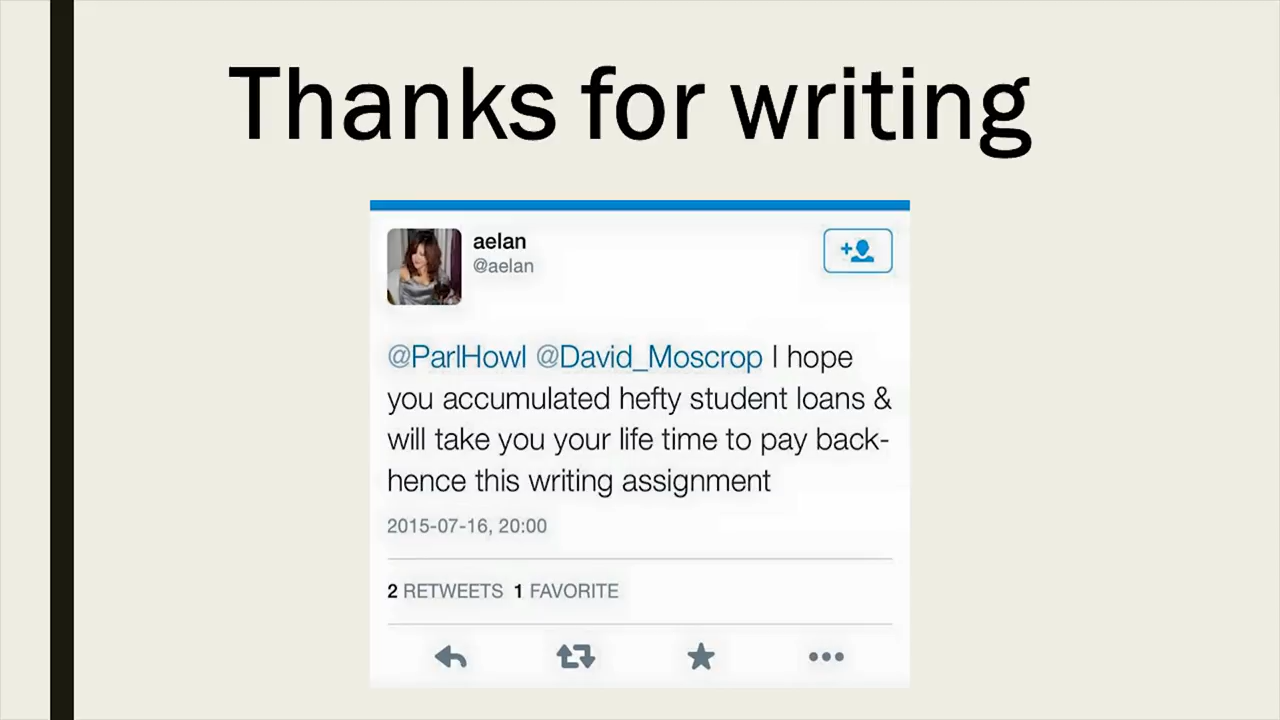 Thanks for writing
aelan
@aelan
@ParlHowl @David_Moscrop I hope
you accumulated hefty student loans &
will take you your life time to pay back-
hence this writing assignment
2015-07-16, 20:00
2 RETWEETS 1 FAVORITE